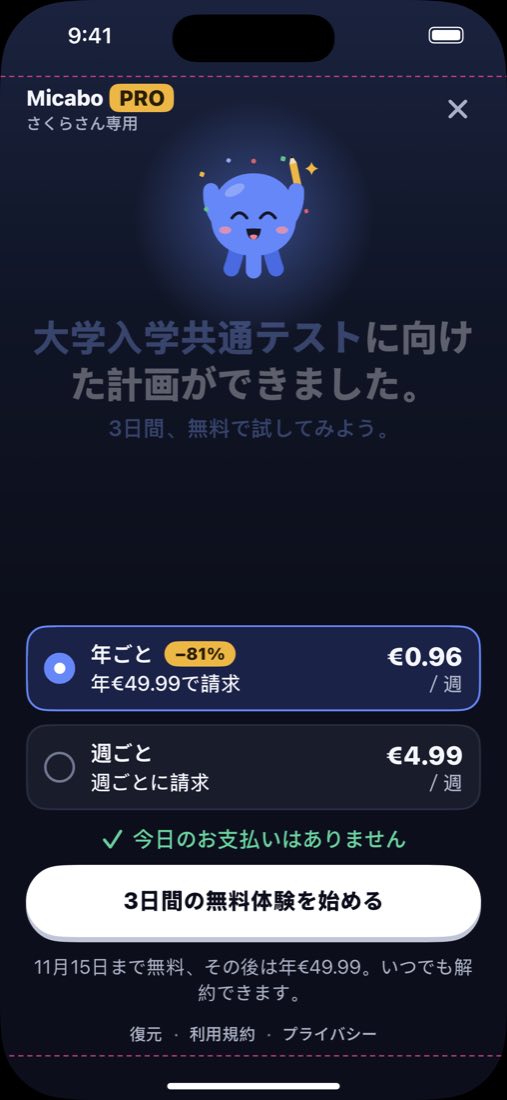 9:41
Micabo PRO
さくらさん専用
大学入学共通テストに向け
た計画ができました。
3日間、無料で試してみよう。
年ごと −81%
€0.96
年€49.99で請求
/ 週
週ごと
€4.99
週ごとに請求
/ 週
今日のお支払いはありません
3日間の無料体験を始める
11月15日まで無料、その後は年€49.99。いつでも解
約できます。
復元 · 利用規約 · プライバシー